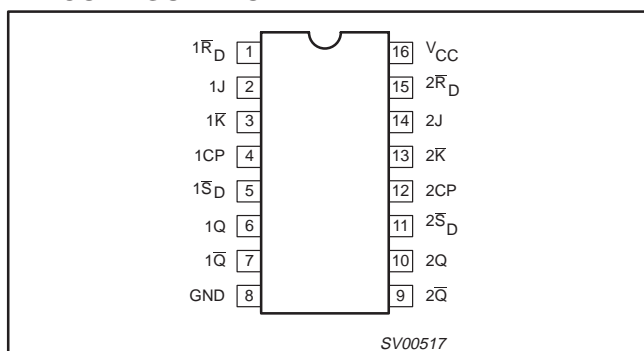 1R̅D 1 16 VCC
1J 2 15 2R̅D
1K̅ 3 14 2J
1CP 4 13 2K̅
1S̅D 5 12 2CP
1Q 6 11 2S̅D
1Q̅ 7 10 2Q
GND 8 9 2Q̅
SV00517